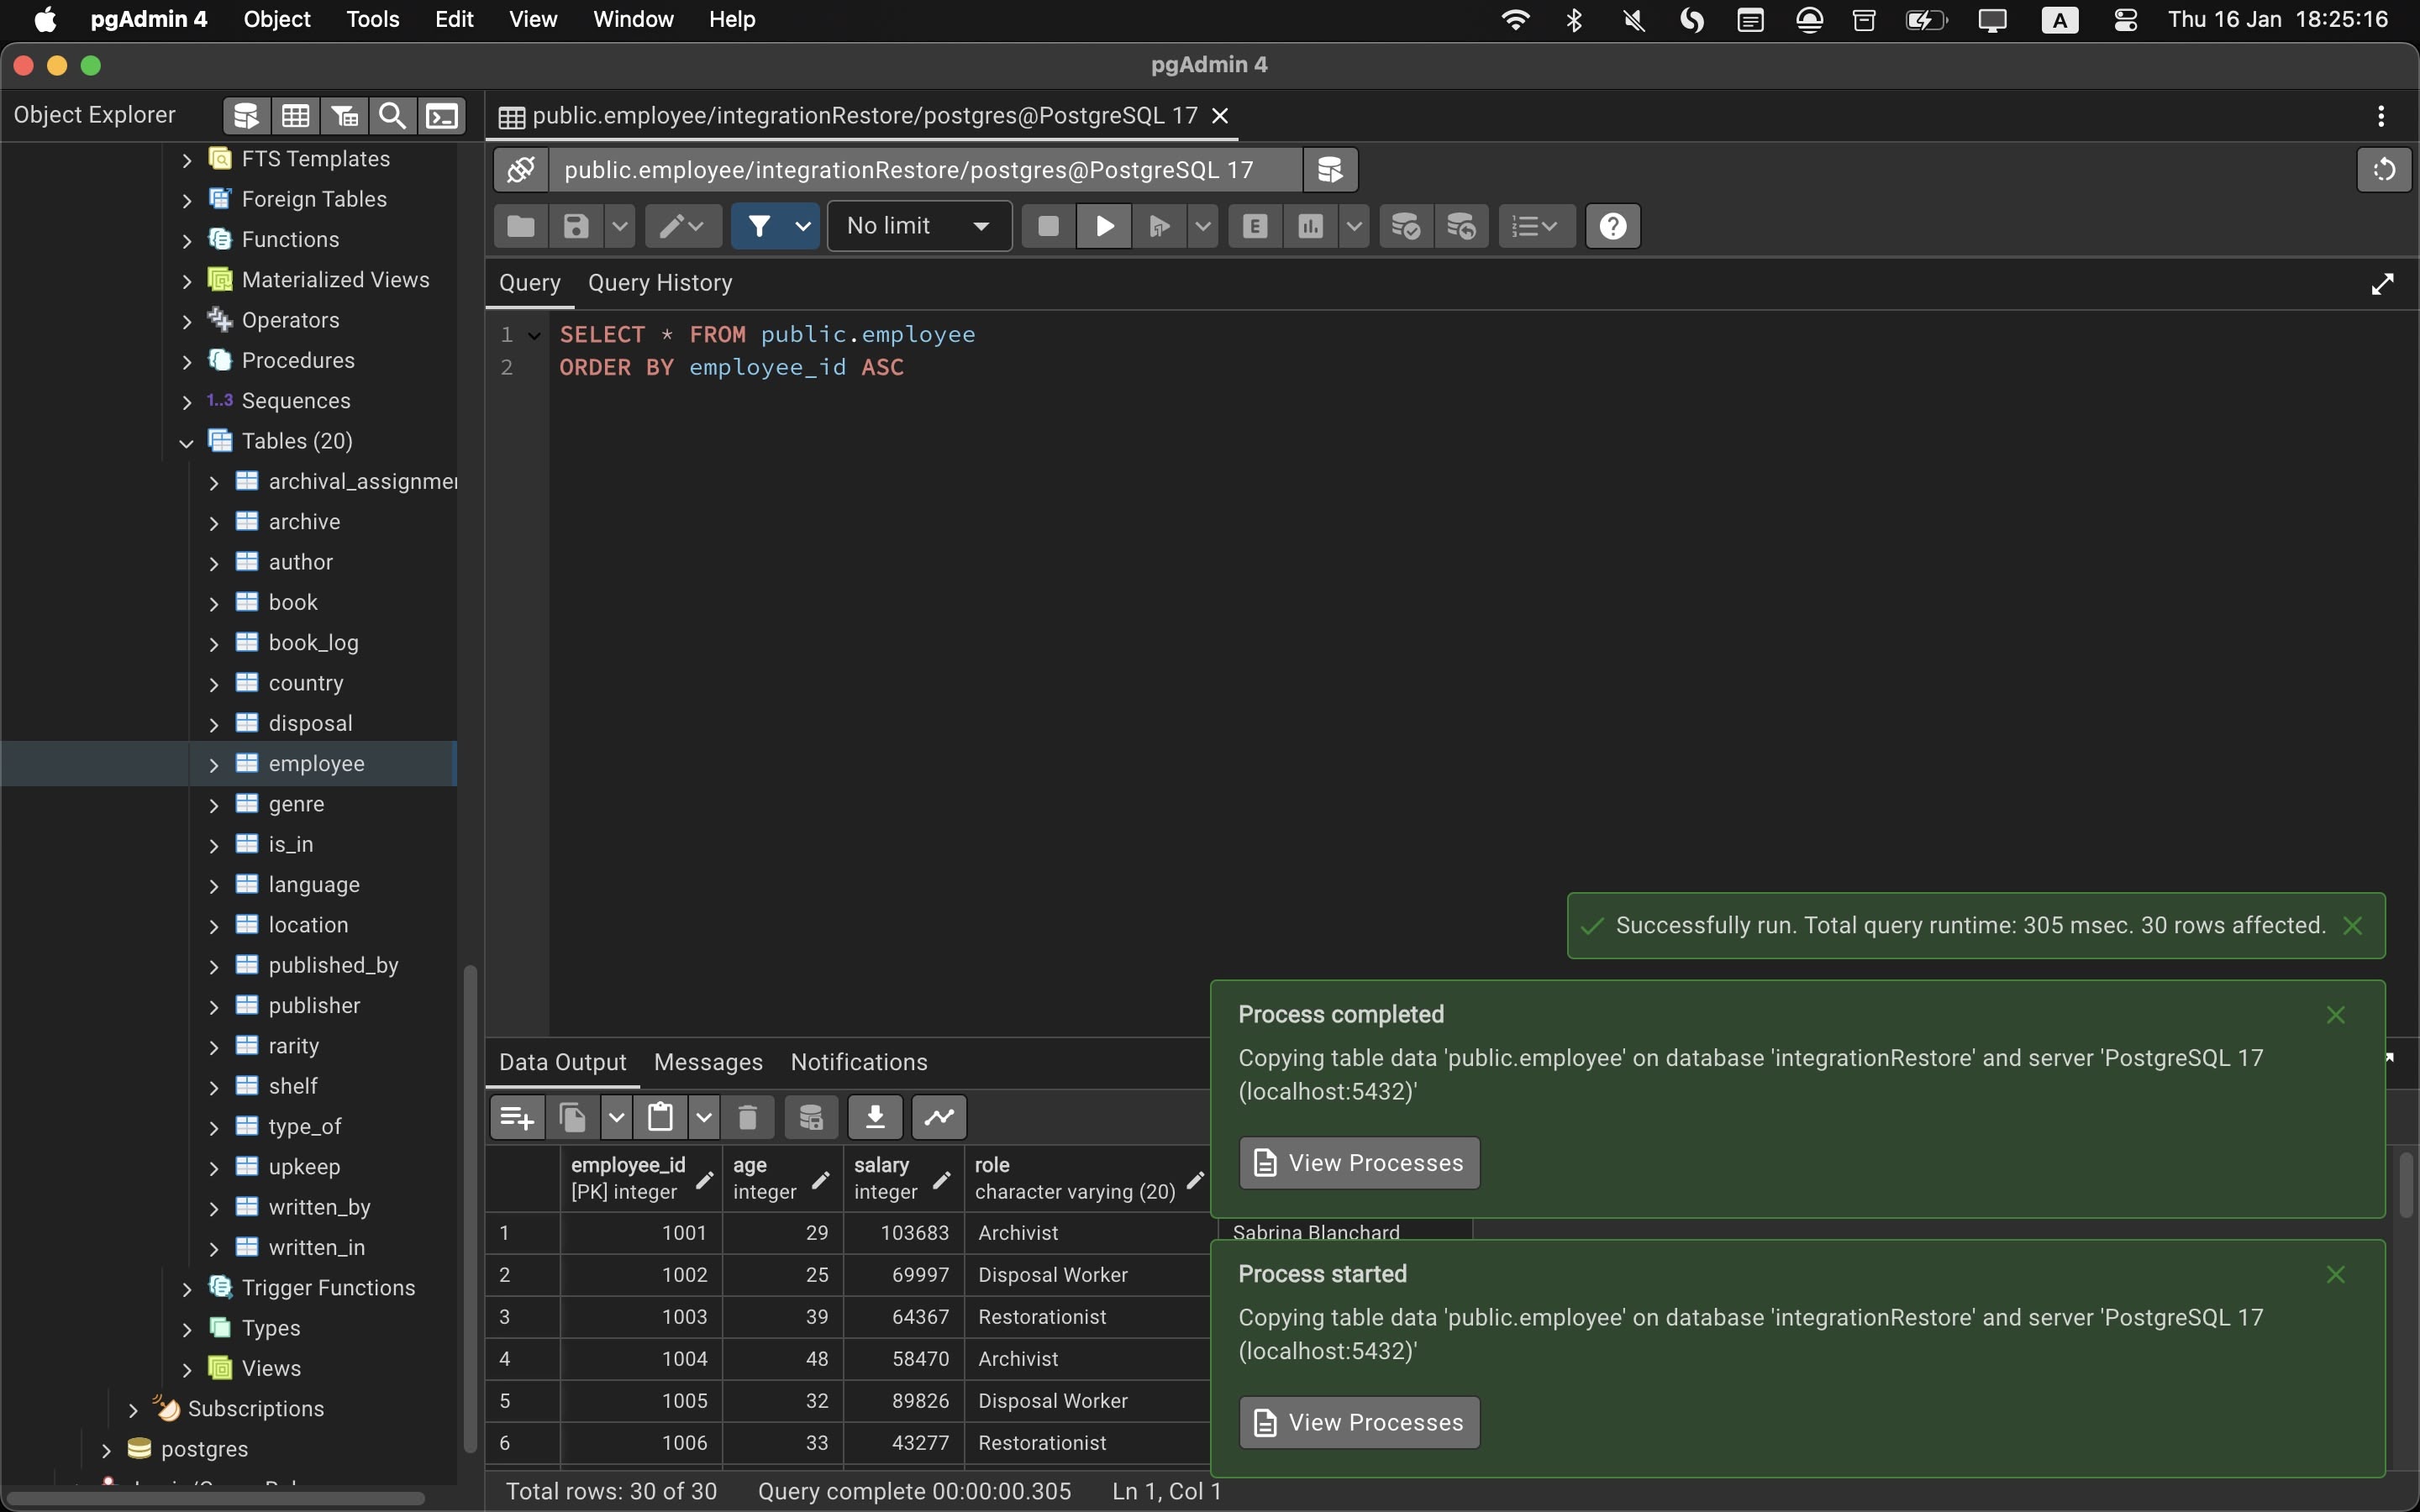 pgAdmin 4 Object Tools Edit View Window Help A Thu 16 Jan 18:25:16
pgAdmin 4
Object Explorer
public.employee/integrationRestore/postgres@PostgreSQL 17
public.employee/integrationRestore/postgres@PostgreSQL 17
No limit E
Query Query History
1 SELECT * FROM public.employee
2 ORDER BY employee_id ASC
FTS Templates
Foreign Tables
Functions
Materialized Views
Operators
Procedures
1..3 Sequences
Tables (20)
archival_assignmen
archive
author
book
book_log
country
disposal
employee
genre
is_in
language
location
published_by
publisher
rarity
shelf
type_of
upkeep
written_by
written_in
Trigger Functions
Types
Views
Subscriptions
postgres
Successfully run. Total query runtime: 305 msec. 30 rows affected.
Process completed
Copying table data 'public.employee' on database 'integrationRestore' and server 'PostgreSQL 17
(localhost:5432)'
View Processes
Process started
Copying table data 'public.employee' on database 'integrationRestore' and server 'PostgreSQL 17
(localhost:5432)'
View Processes
Data Output Messages Notifications
employee_id age salary role
[PK] integer integer integer character varying (20)
1 1001 29 103683 Archivist Sabrina Blanchard
2 1002 25 69997 Disposal Worker
3 1003 39 64367 Restorationist
4 1004 48 58470 Archivist
5 1005 32 89826 Disposal Worker
6 1006 33 43277 Restorationist
Total rows: 30 of 30 Query complete 00:00:00.305 Ln 1, Col 1